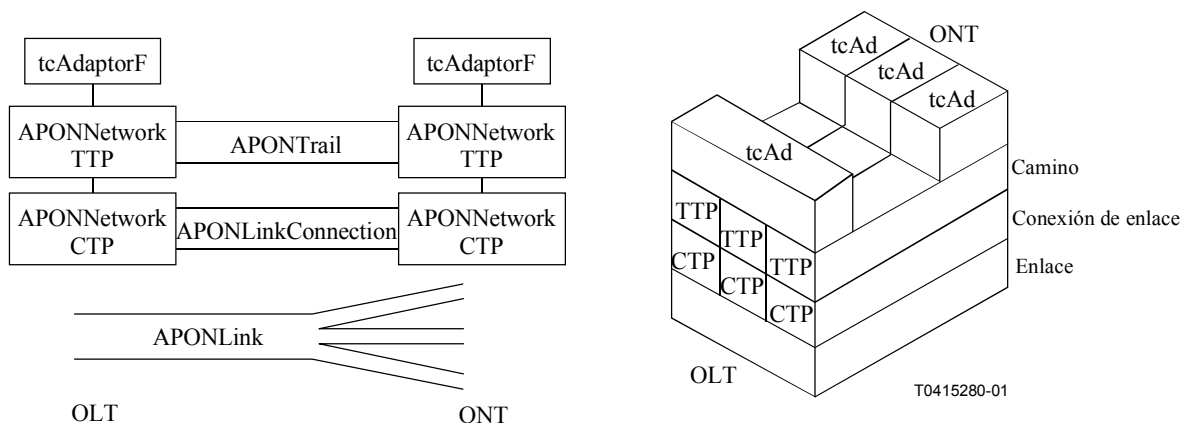 tcAdaptorF
tcAdaptorF
APONNetwork
TTP
APONTrail
APONNetwork
TTP
APONNetwork
CTP
APONLinkConnection
APONNetwork
CTP
APONLink
OLT
ONT
ONT
tcAd
tcAd
tcAd
tcAd
Camino
TTP
TTP
TTP
Conexión de enlace
CTP
CTP
CTP
Enlace
OLT
T0415280-01